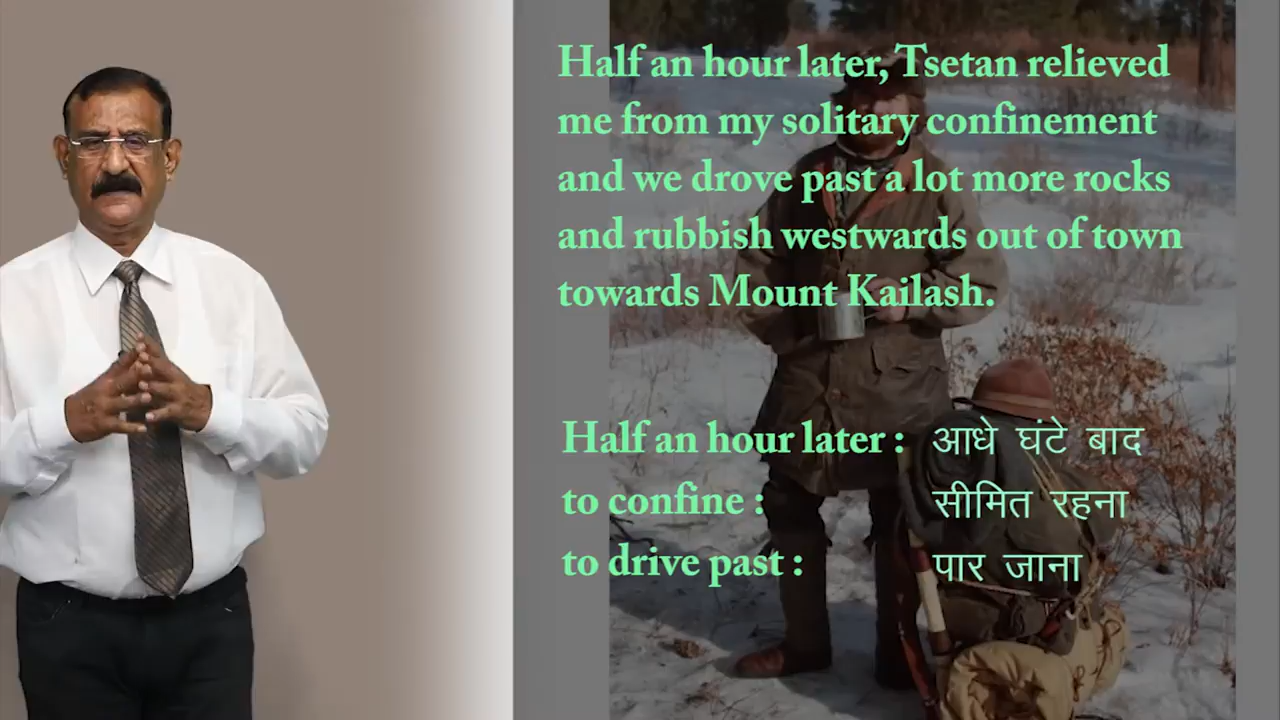 Half an hour later, Tsetan relieved
me from my solitary confinement
and we drove past a lot more rocks
and rubbish westwards out of town
towards Mount Kailash.
Half an hour later : आधे घंटे बाद
to confine : सीमित रहना
to drive past : पार जाना